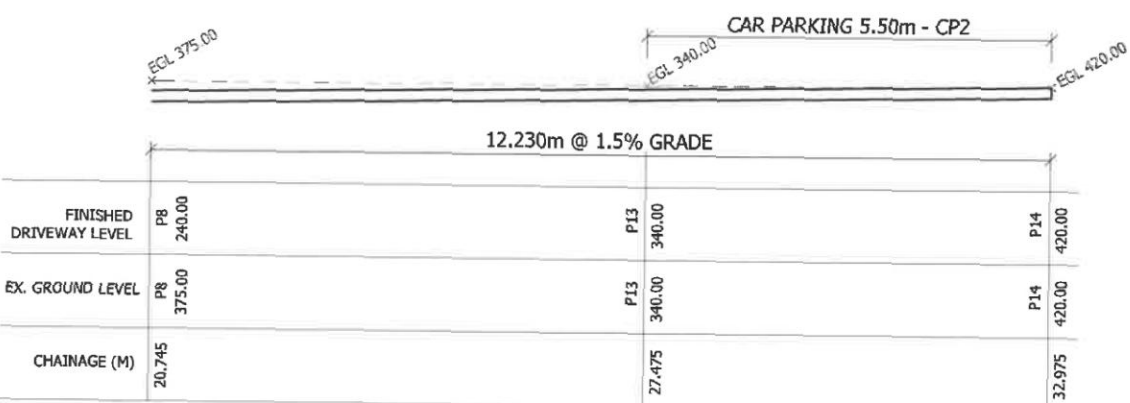 CAR PARKING 5.50m - CP2
EGL 375.00
EGL 340.00
EGL 420.00
12.230m @ 1.5% GRADE
FINISHED
DRIVEWAY LEVEL
P8
240.00
P13
340.00
P14
420.00
EX. GROUND LEVEL
P8
375.00
P13
340.00
P14
420.00
CHAINAGE (M)
20.745
27.475
32.975